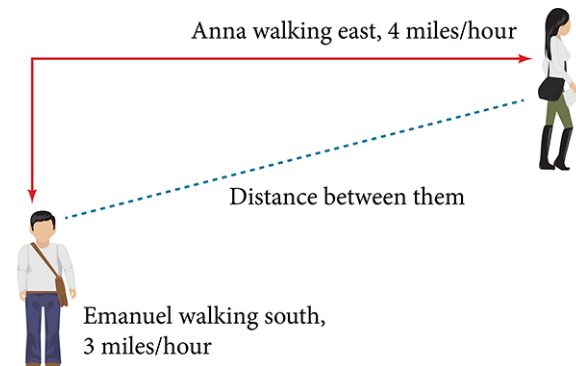 Anna walking east, 4 miles/hour
Distance between them
Emanuel walking south,
3 miles/hour